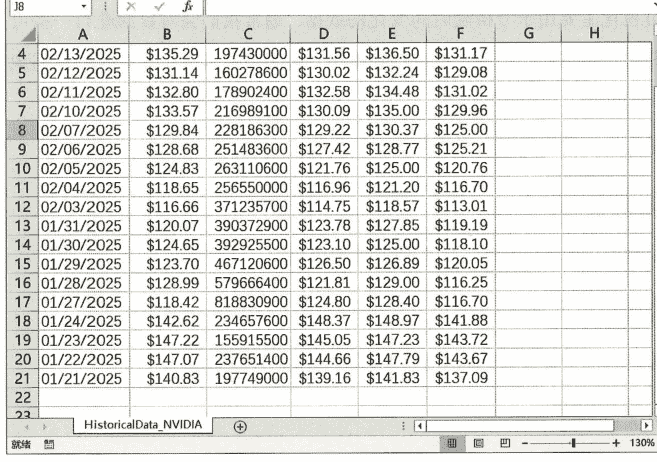 J8 fx
A B C D E F G H
4 02/13/2025 $135.29 197430000 $131.56 $136.50 $131.17
5 02/12/2025 $131.14 160278600 $130.02 $132.24 $129.08
6 02/11/2025 $132.80 178902400 $132.58 $134.48 $131.02
7 02/10/2025 $133.57 216989100 $130.09 $135.00 $129.96
8 02/07/2025 $129.84 228186300 $129.22 $130.37 $125.00
9 02/06/2025 $128.68 251483600 $127.42 $128.77 $125.21
10 02/05/2025 $124.83 263110600 $121.76 $125.00 $120.76
11 02/04/2025 $118.65 256550000 $116.96 $121.20 $116.70
12 02/03/2025 $116.66 371235700 $114.75 $118.57 $113.01
13 01/31/2025 $120.07 390372900 $123.78 $127.85 $119.19
14 01/30/2025 $124.65 392925500 $123.10 $125.00 $118.10
15 01/29/2025 $123.70 467120600 $126.50 $126.89 $120.05
16 01/28/2025 $128.99 579666400 $121.81 $129.00 $116.25
17 01/27/2025 $118.42 818830900 $124.80 $128.40 $116.70
18 01/24/2025 $142.62 234657600 $148.37 $148.97 $141.88
19 01/23/2025 $147.22 155915500 $145.05 $147.23 $143.72
20 01/22/2025 $147.07 237651400 $144.66 $147.79 $143.67
21 01/21/2025 $140.83 197749000 $139.16 $141.83 $137.09
22
23
HistoricalData_NVIDIA
就绪 130%